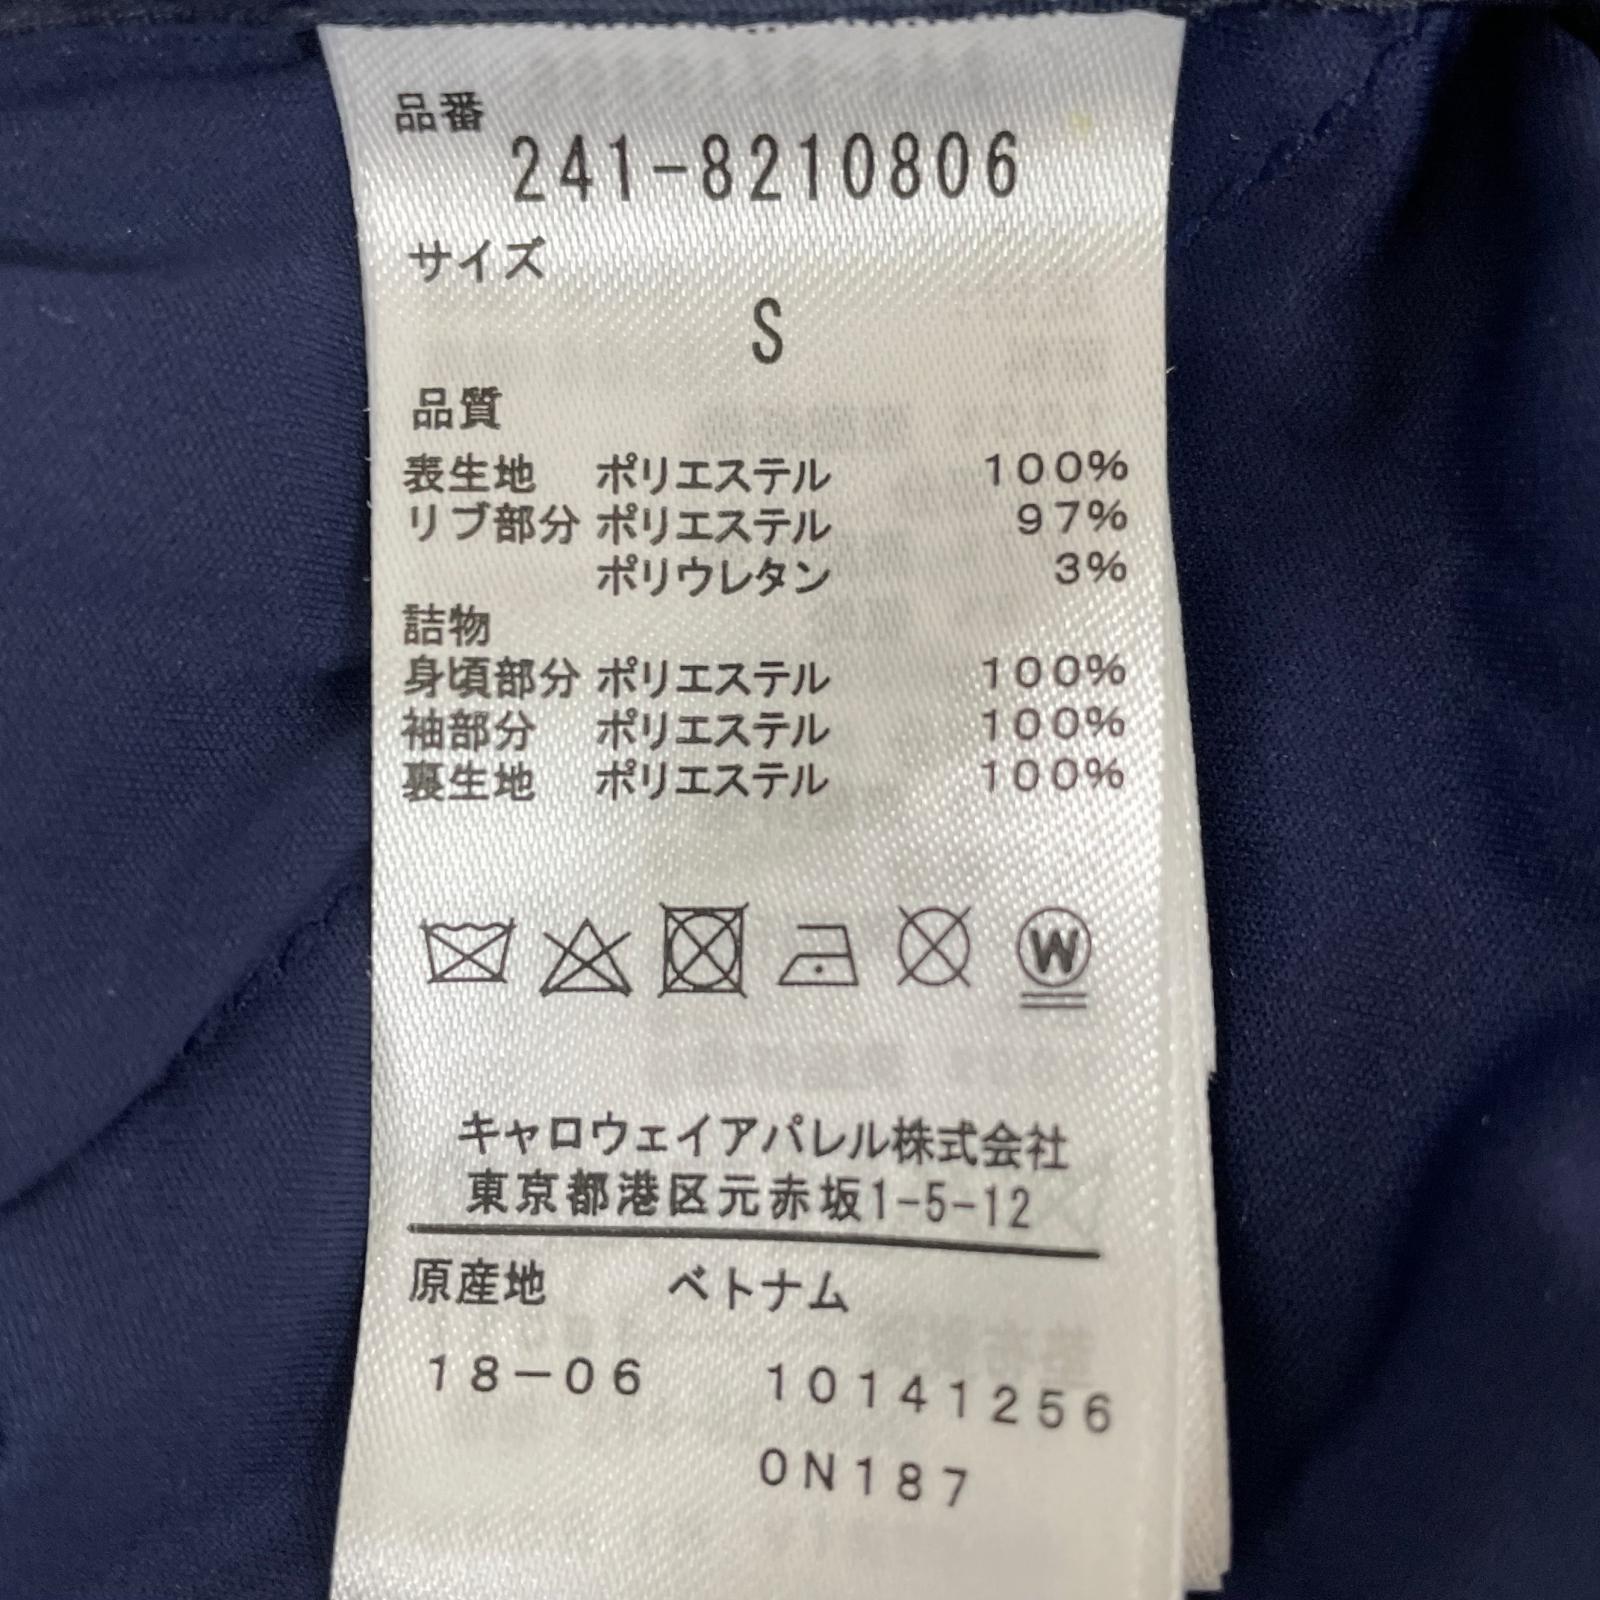 品番
241-8210806
サイズ
S
品質
表生地 ポリエステル 100%
リブ部分 ポリエステル 97%
ポリウレタン 3%
詰物
身頃部分 ポリエステル 100%
袖部分 ポリエステル 100%
裏生地 ポリエステル 100%
W
キャロウェイアパレル株式会社
東京都港区元赤坂1-5-12
原産地 ベトナム
18-06 10141256
0N187